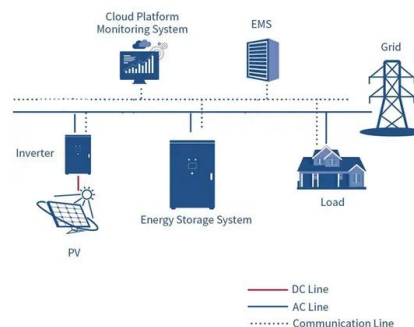 Cloud Platform
Monitoring System
EMS
Grid
Inverter
Energy Storage System
Load
PV
DC Line
AC Line
Communication Line